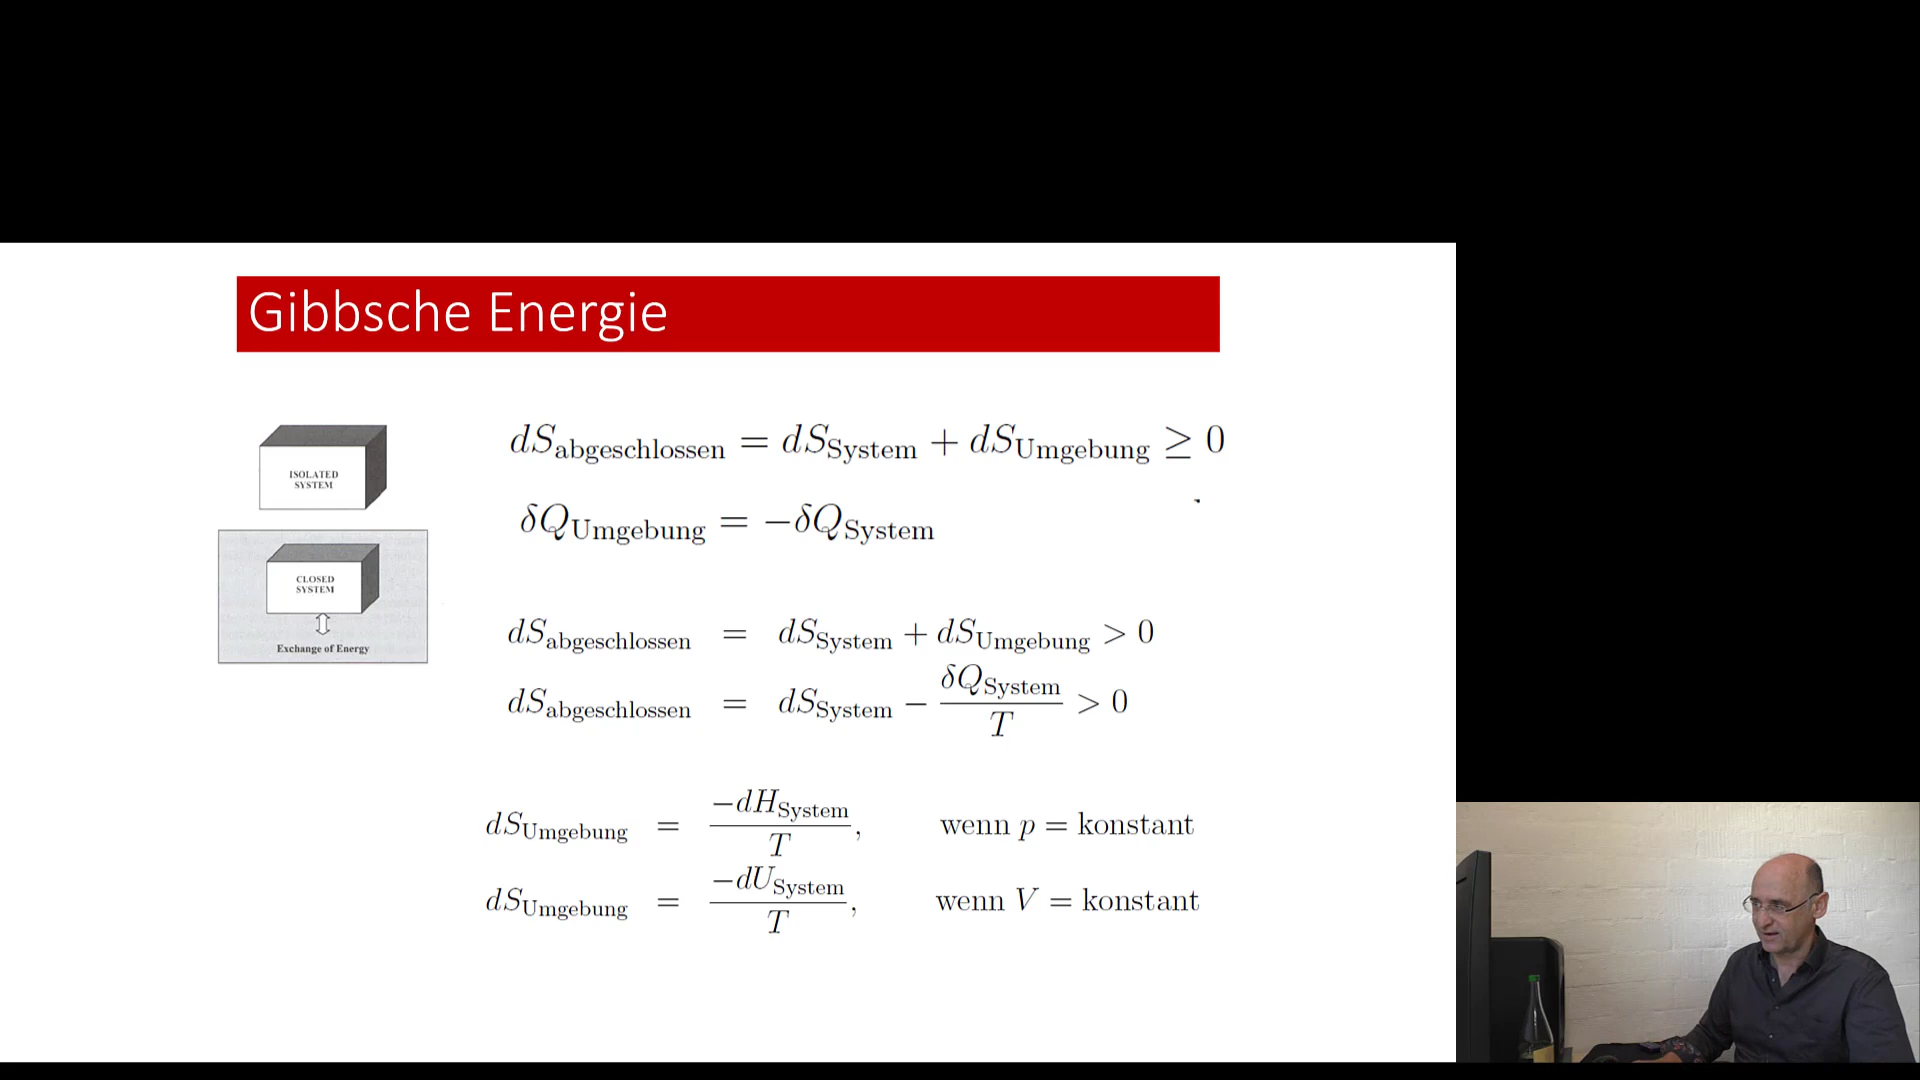 Gibbsche Energie
ISOLATED
SYSTEM
CLOSED
SYSTEM
Exchange of Energy
dS_abgeschlossen = dS_System + dS_Umgebung ≥ 0
δQ_Umgebung = −δQ_System
dS_abgeschlossen = dS_System + dS_Umgebung > 0
dS_abgeschlossen = dS_System − δQ_System / T > 0
dS_Umgebung = −dH_System / T, wenn p = konstant
dS_Umgebung = −dU_System / T, wenn V = konstant